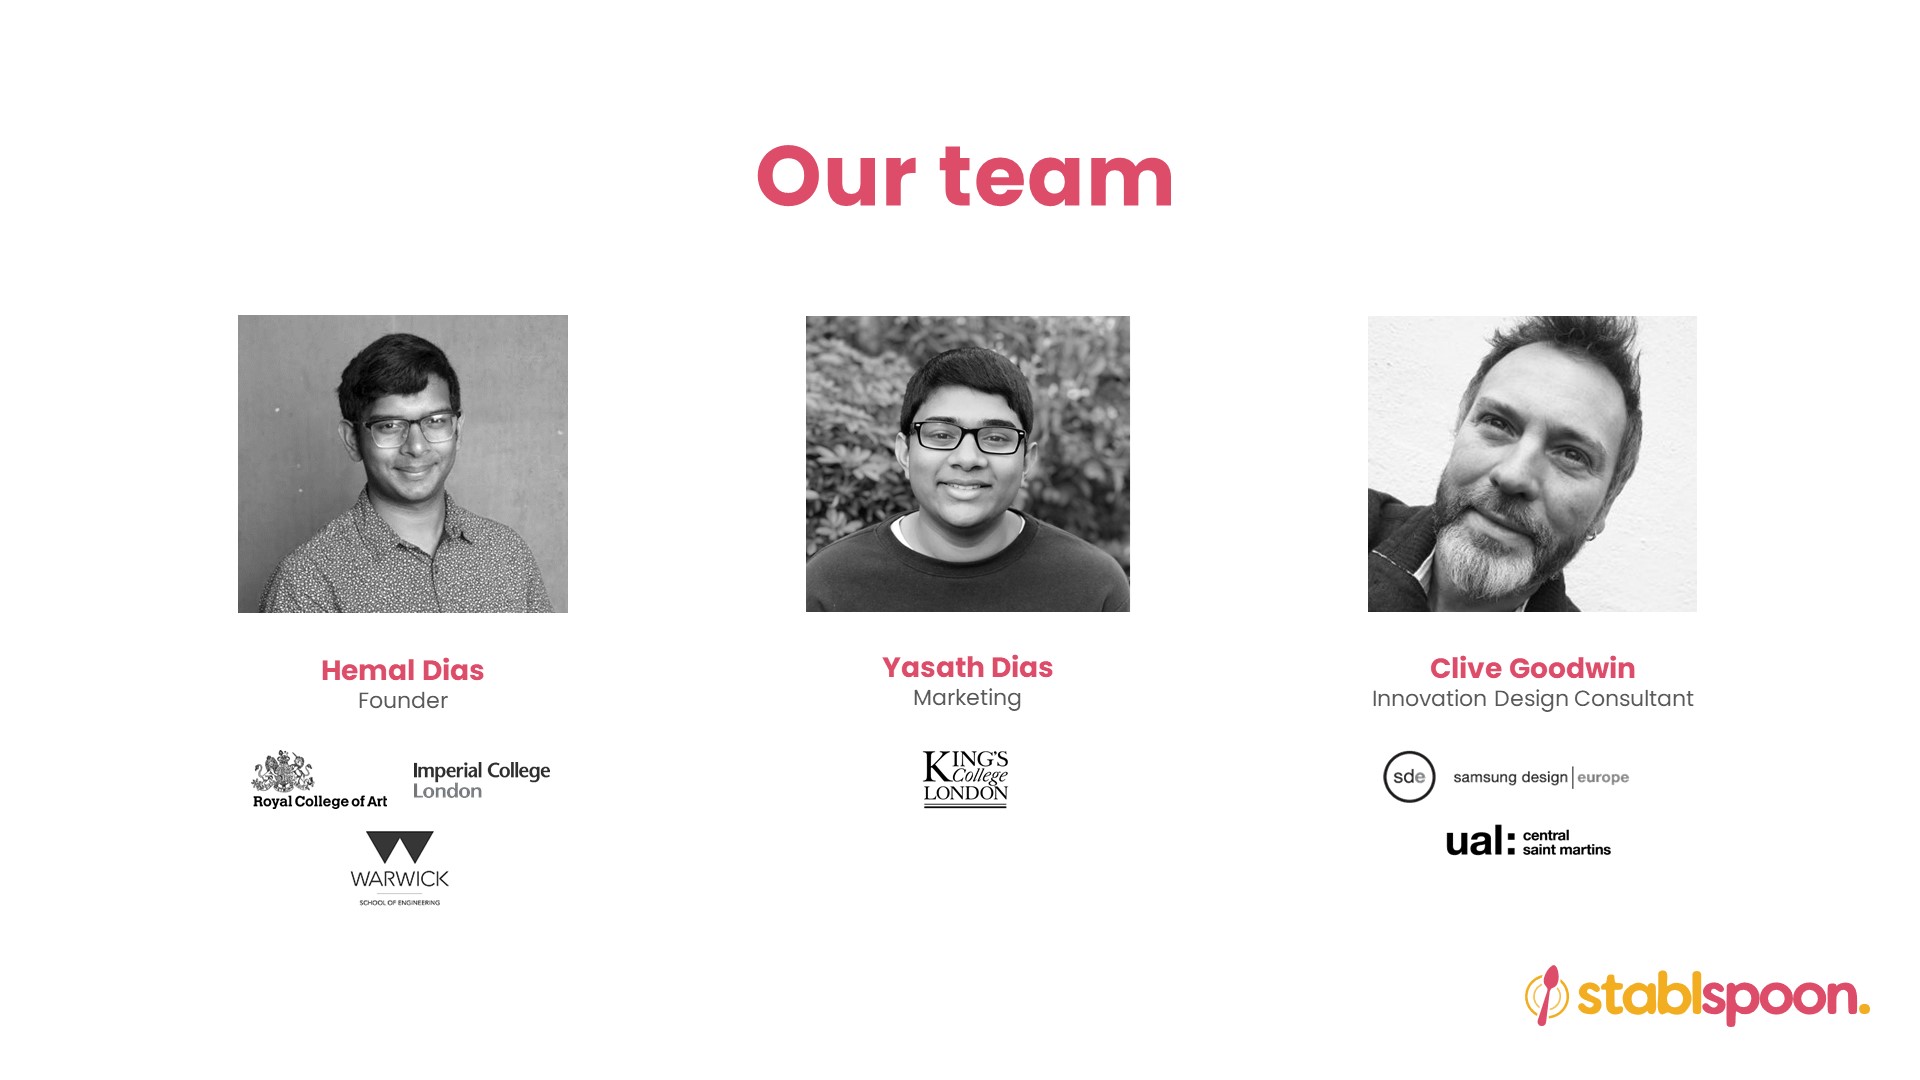 Our team
Hemal Dias
Founder
Royal College of Art
Imperial College
London
WARWICK
SCHOOL OF ENGINEERING
Yasath Dias
Marketing
KING'S
College
LONDON
Clive Goodwin
Innovation Design Consultant
sde
samsung design | europe
ual:
central
saint martins
stablspoon.